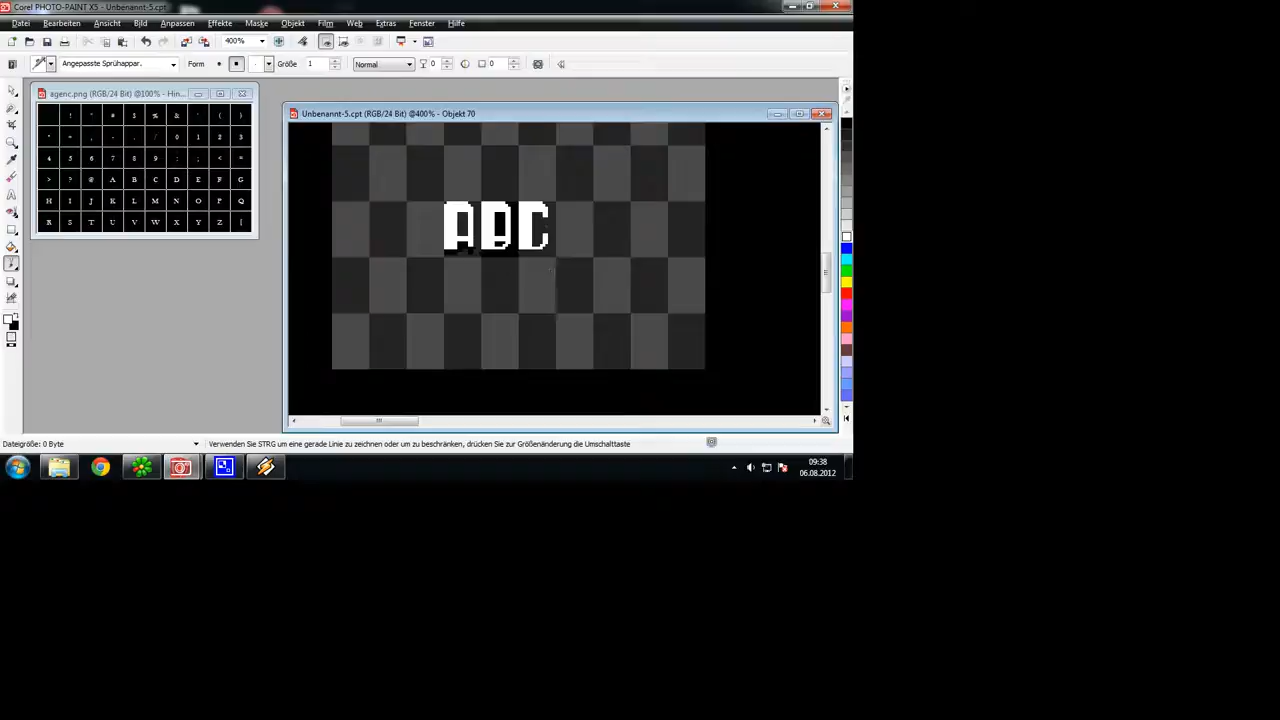 Corel PHOTO-PAINT X5 - Unbenannt-5.cpt
Datei Bearbeiten Ansicht Bild Anpassen Effekte Maske Objekt Film Web Extras Fenster Hilfe
400%
Angepasste Sprühappar. Form Größe 1 Normal 0 0
agenc.png (RGB/24 Bit) @100% - Hin...
! " # $ % & ' ( )
* + , - . / 0 1 2 3
4 5 6 7 8 9 : ; < =
> ? @ A B C D E F G
H I J K L M N O P Q
R S T U V W X Y Z [
Unbenannt-5.cpt (RGB/24 Bit) @400% - Objekt 70
ABC
Dateigröße: 0 Byte
Verwenden Sie STRG um eine gerade Linie zu zeichnen oder um zu beschränken, drücken Sie zur Größenänderung die Umschalttaste
09:38
06.08.2012